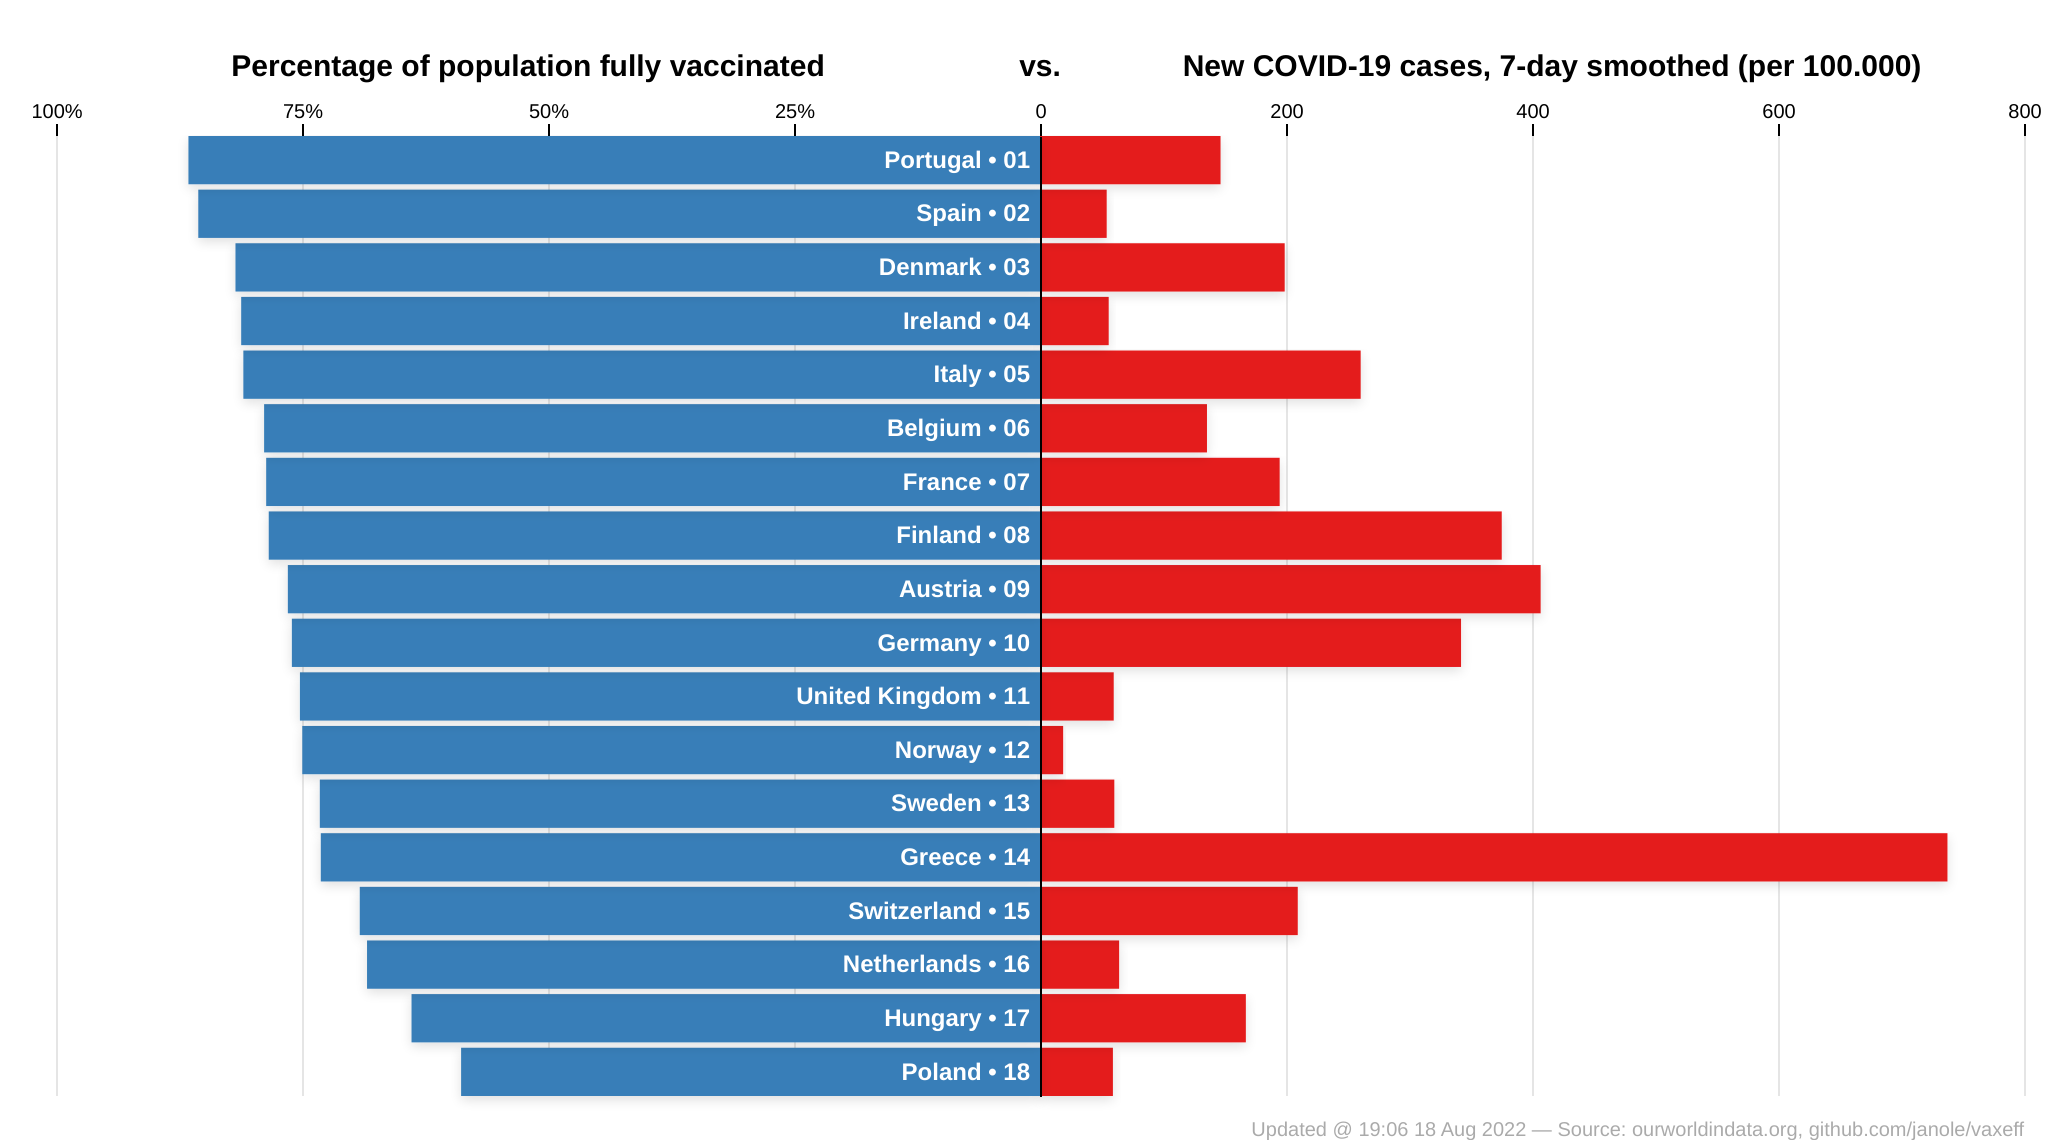 Percentage of population fully vaccinated vs. New COVID-19 cases, 7-day smoothed (per 100.000)
100% 75% 50% 25% 0 200 400 600 800
Portugal • 01
Spain • 02
Denmark • 03
Ireland • 04
Italy • 05
Belgium • 06
France • 07
Finland • 08
Austria • 09
Germany • 10
United Kingdom • 11
Norway • 12
Sweden • 13
Greece • 14
Switzerland • 15
Netherlands • 16
Hungary • 17
Poland • 18
Updated @ 19:06 18 Aug 2022 — Source: ourworldindata.org, github.com/janole/vaxeff